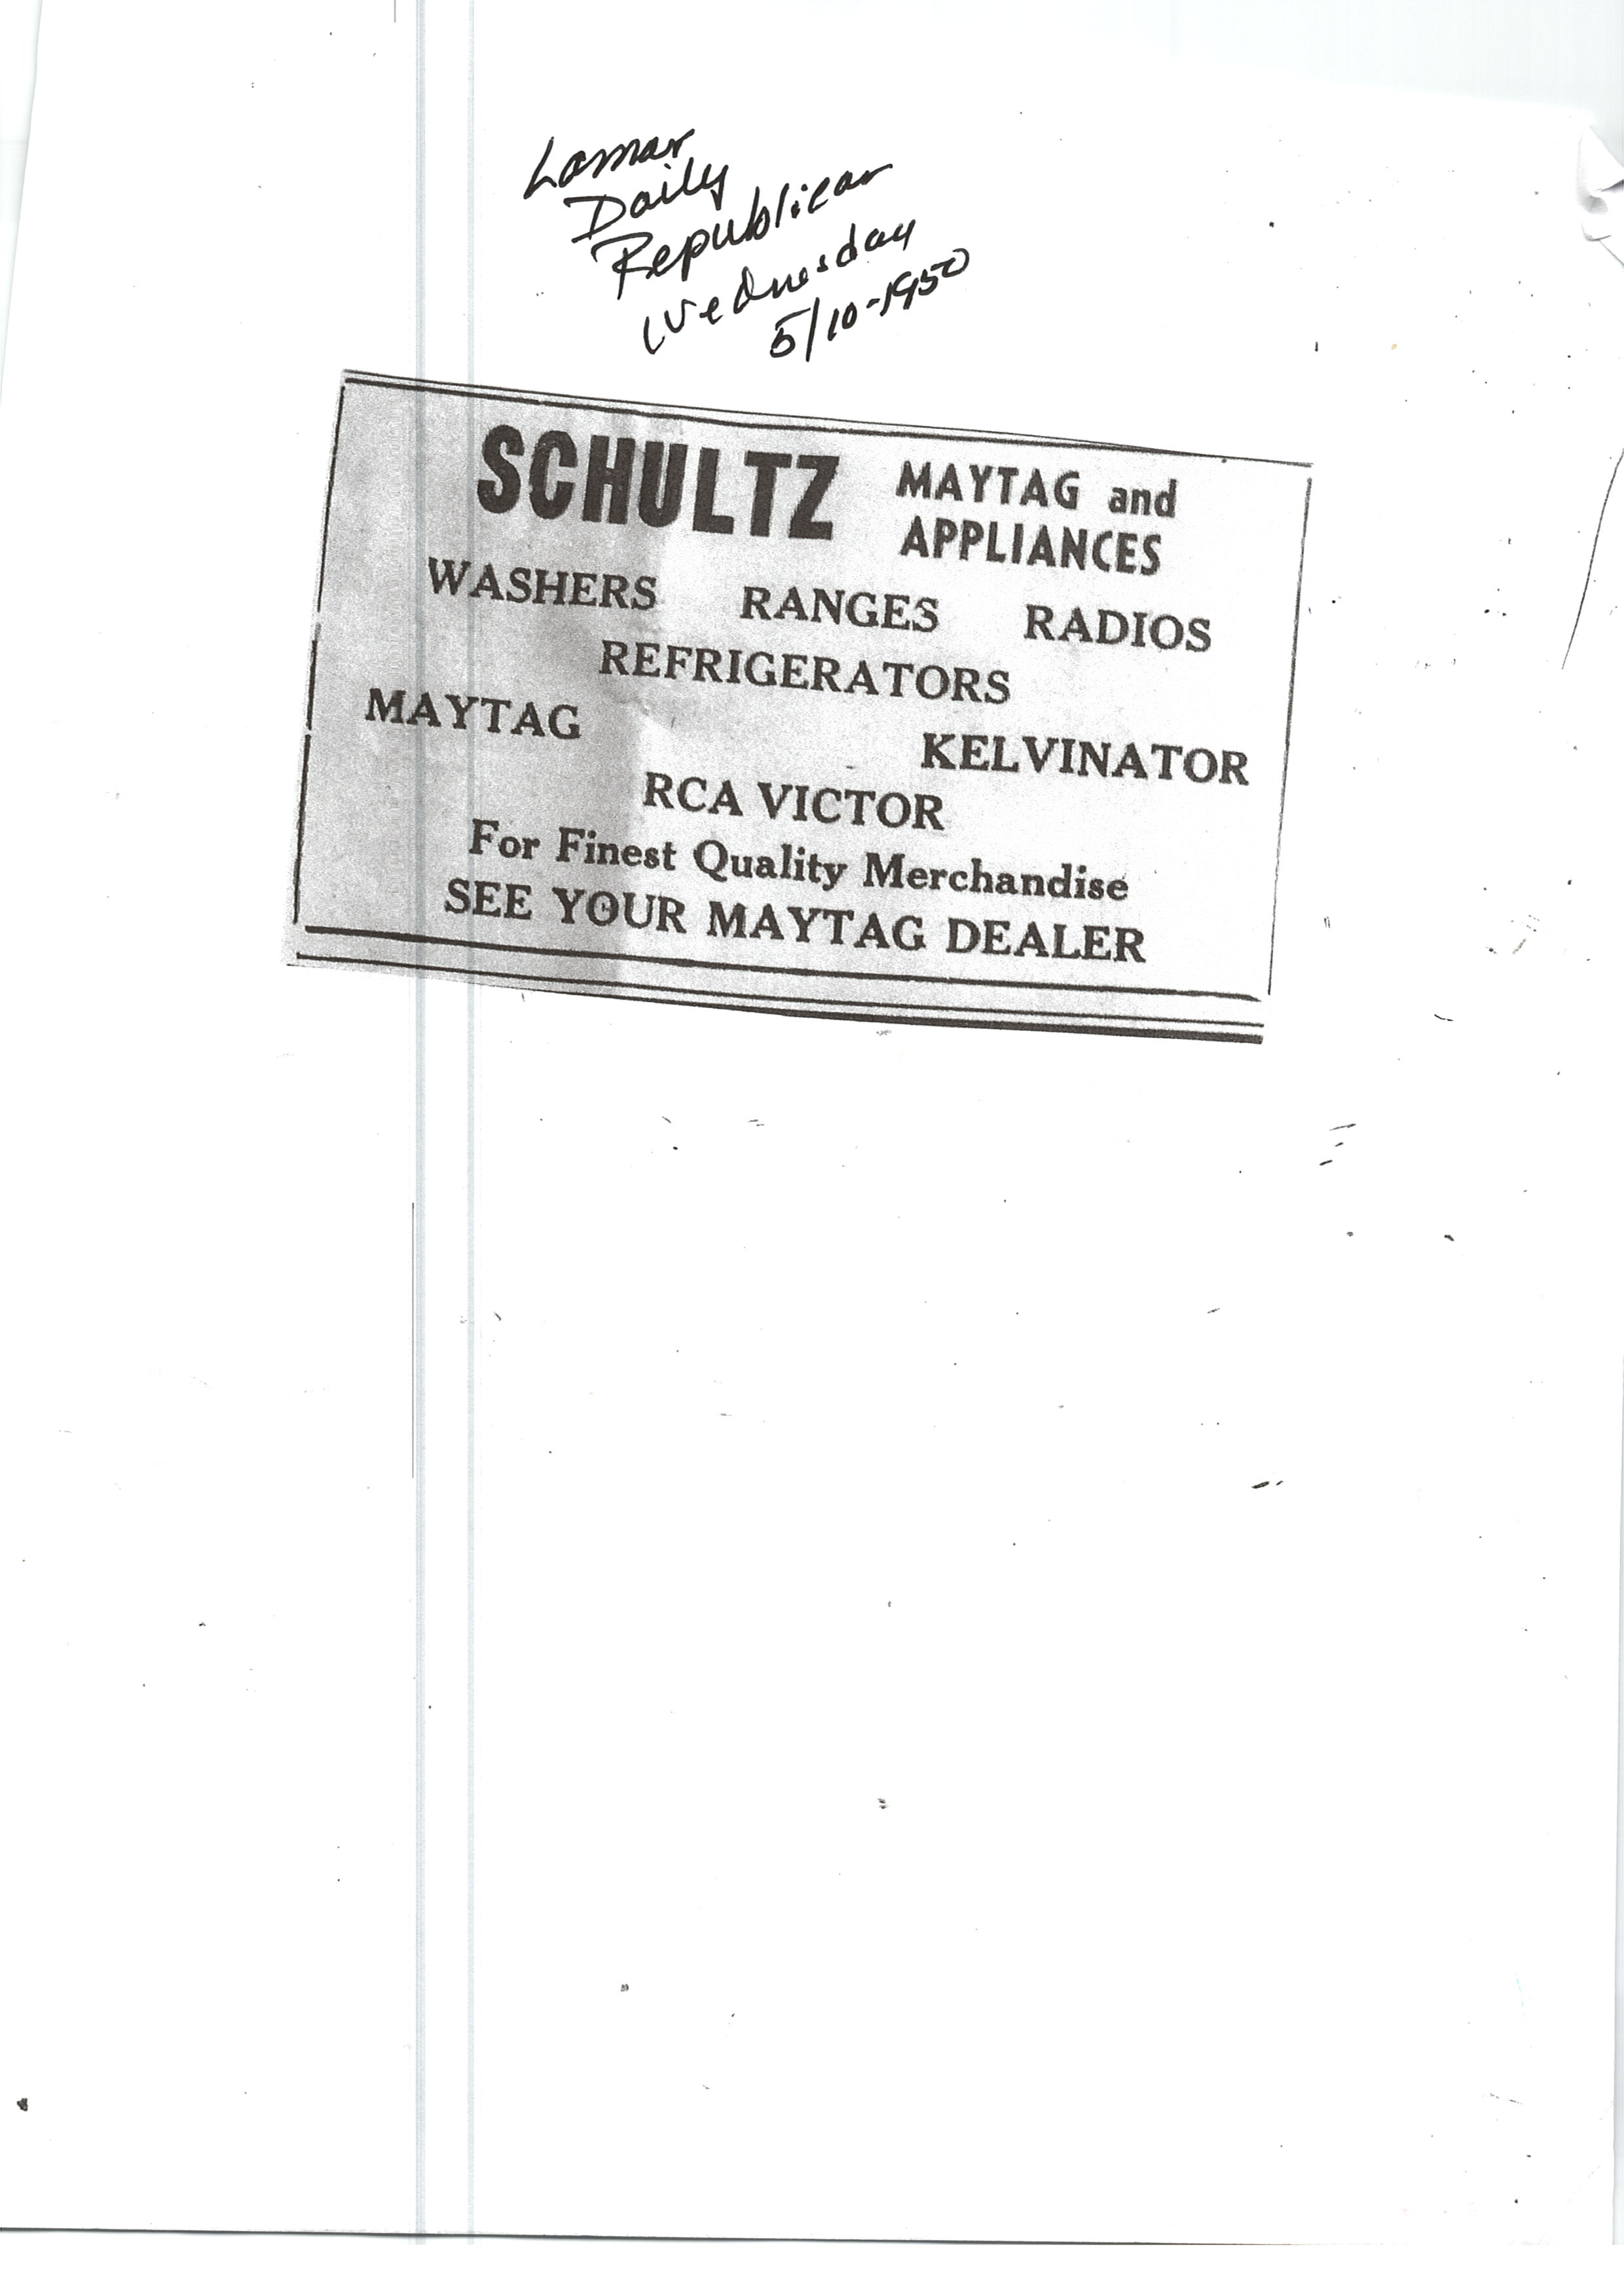 Lamar
Daily
Republican
Wednesday
5/10-1950
SCHULTZ MAYTAG and
APPLIANCES
WASHERS RANGES RADIOS
REFRIGERATORS
MAYTAG KELVINATOR
RCA VICTOR
For Finest Quality Merchandise
SEE YOUR MAYTAG DEALER